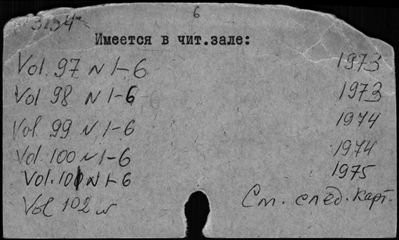 6
Имеется в чит.зале:
Vol. 97 N 1-6 1973
Vol 98 N 1-6 1973
Vol 99 N 1-6 1974
Vol. 100 N 1-6 1974
Vol. 101 N 1-6 1975
Vol 102 N См. след. карт.